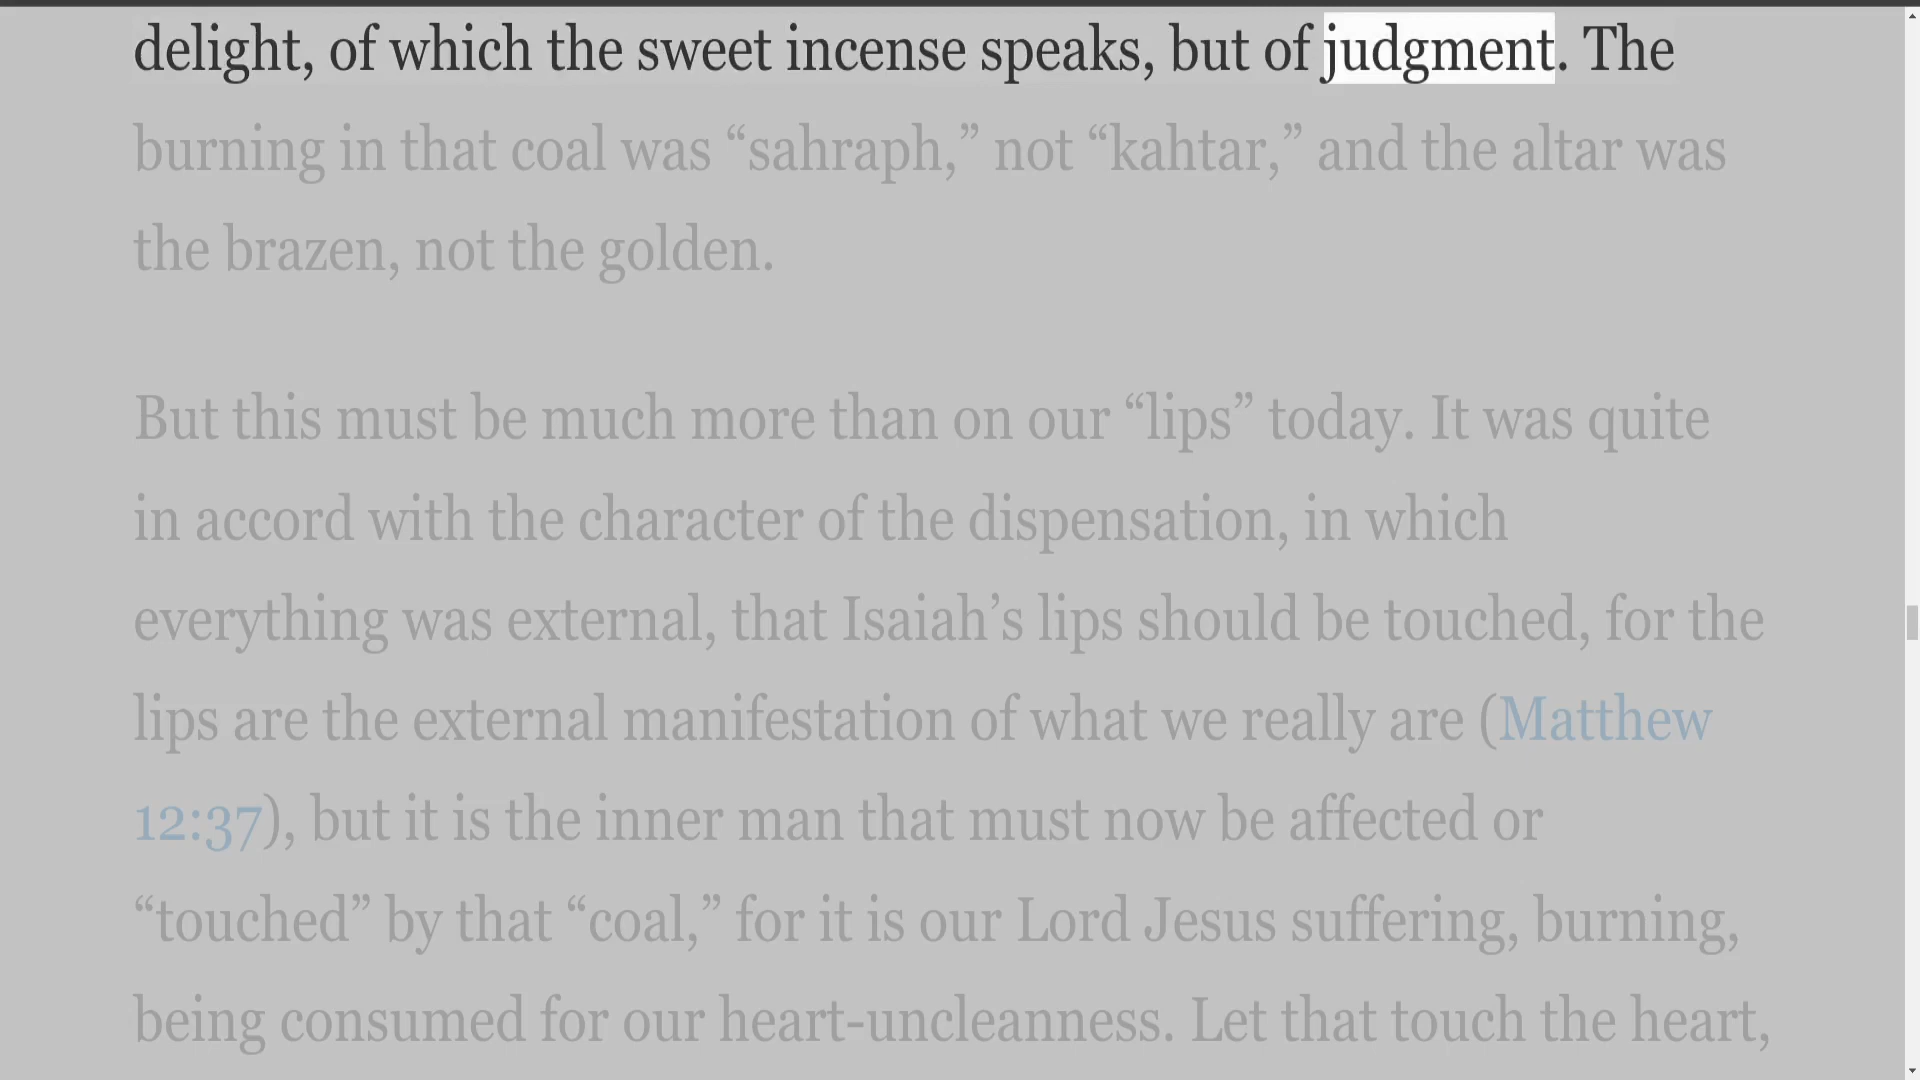 delight, of which the sweet incense speaks, but of judgment. The
burning in that coal was “sahraph,” not “kahtar,” and the altar was
the brazen, not the golden.
But this must be much more than on our “lips” today. It was quite
in accord with the character of the dispensation, in which
everything was external, that Isaiah’s lips should be touched, for the
lips are the external manifestation of what we really are (Matthew
12:37), but it is the inner man that must now be affected or
“touched” by that “coal,” for it is our Lord Jesus suffering, burning,
being consumed for our heart-uncleanness. Let that touch the heart,